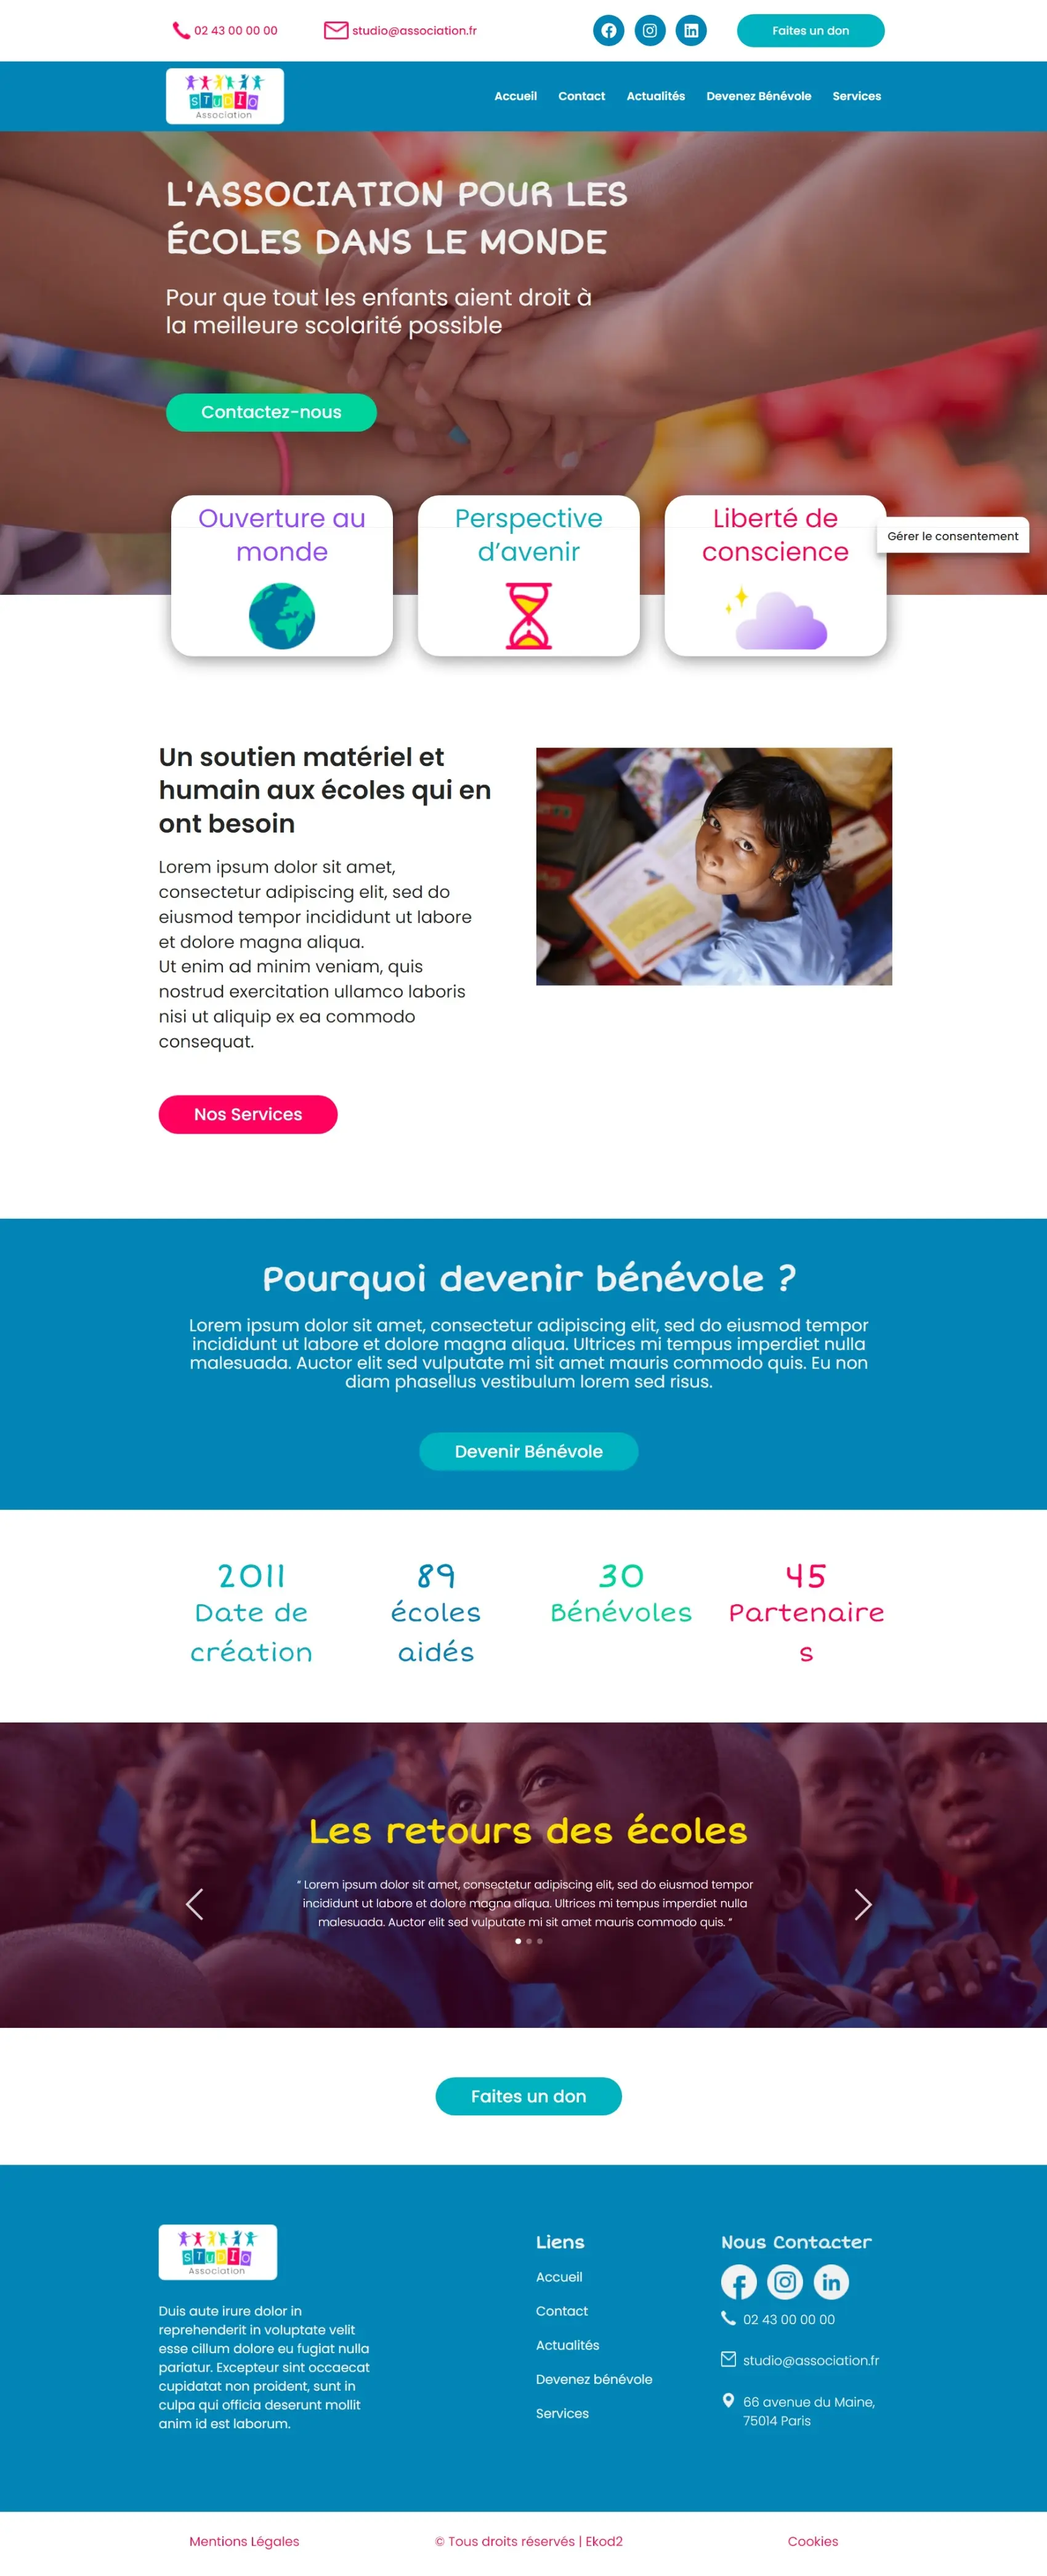 02 43 00 00 00
studio@association.fr
Faites un don
STUDIO
Association
Accueil
Contact
Actualités
Devenez Bénévole
Services
L'ASSOCIATION POUR LES
ÉCOLES DANS LE MONDE
Pour que tout les enfants aient droit à
la meilleure scolarité possible
Contactez-nous
Ouverture au
monde
Perspective
d’avenir
Liberté de
conscience
Gérer le consentement
Un soutien matériel et
humain aux écoles qui en
ont besoin
Lorem ipsum dolor sit amet,
consectetur adipiscing elit, sed do
eiusmod tempor incididunt ut labore
et dolore magna aliqua.
Ut enim ad minim veniam, quis
nostrud exercitation ullamco laboris
nisi ut aliquip ex ea commodo
consequat.
Nos Services
Pourquoi devenir bénévole ?
Lorem ipsum dolor sit amet, consectetur adipiscing elit, sed do eiusmod tempor
incididunt ut labore et dolore magna aliqua. Ultrices mi tempus imperdiet nulla
malesuada. Auctor elit sed vulputate mi sit amet mauris commodo quis. Eu non
diam phasellus vestibulum lorem sed risus.
Devenir Bénévole
2011
Date de
création
89
écoles
aidés
30
Bénévoles
45
Partenaire
s
Les retours des écoles
“ Lorem ipsum dolor sit amet, consectetur adipiscing elit, sed do eiusmod tempor
incididunt ut labore et dolore magna aliqua. Ultrices mi tempus imperdiet nulla
malesuada. Auctor elit sed vulputate mi sit amet mauris commodo quis. “
Faites un don
STUDIO
Association
Duis aute irure dolor in
reprehenderit in voluptate velit
esse cillum dolore eu fugiat nulla
pariatur. Excepteur sint occaecat
cupidatat non proident, sunt in
culpa qui officia deserunt mollit
anim id est laborum.
Liens
Accueil
Contact
Actualités
Devenez bénévole
Services
Nous Contacter
02 43 00 00 00
studio@association.fr
66 avenue du Maine,
75014 Paris
Mentions Légales
© Tous droits réservés | Ekod2
Cookies